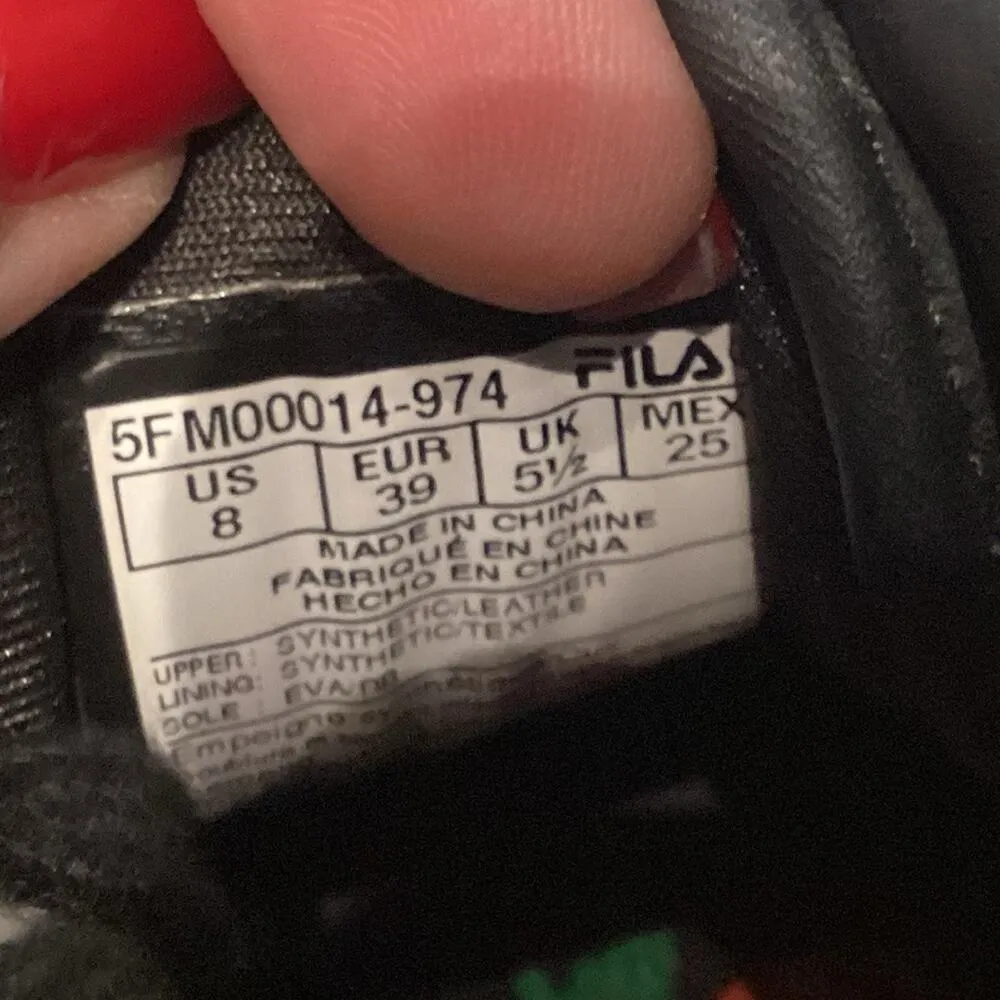 FILA
5FM00014-974
US EUR UK MEX
8 39 5½ 25
MADE IN CHINA
FABRIQUÉ EN CHINE
HECHO EN CHINA
UPPER: SYNTHETIC/LEATHER
LINING: SYNTHETIC/TEXTILE
SOLE : EVA